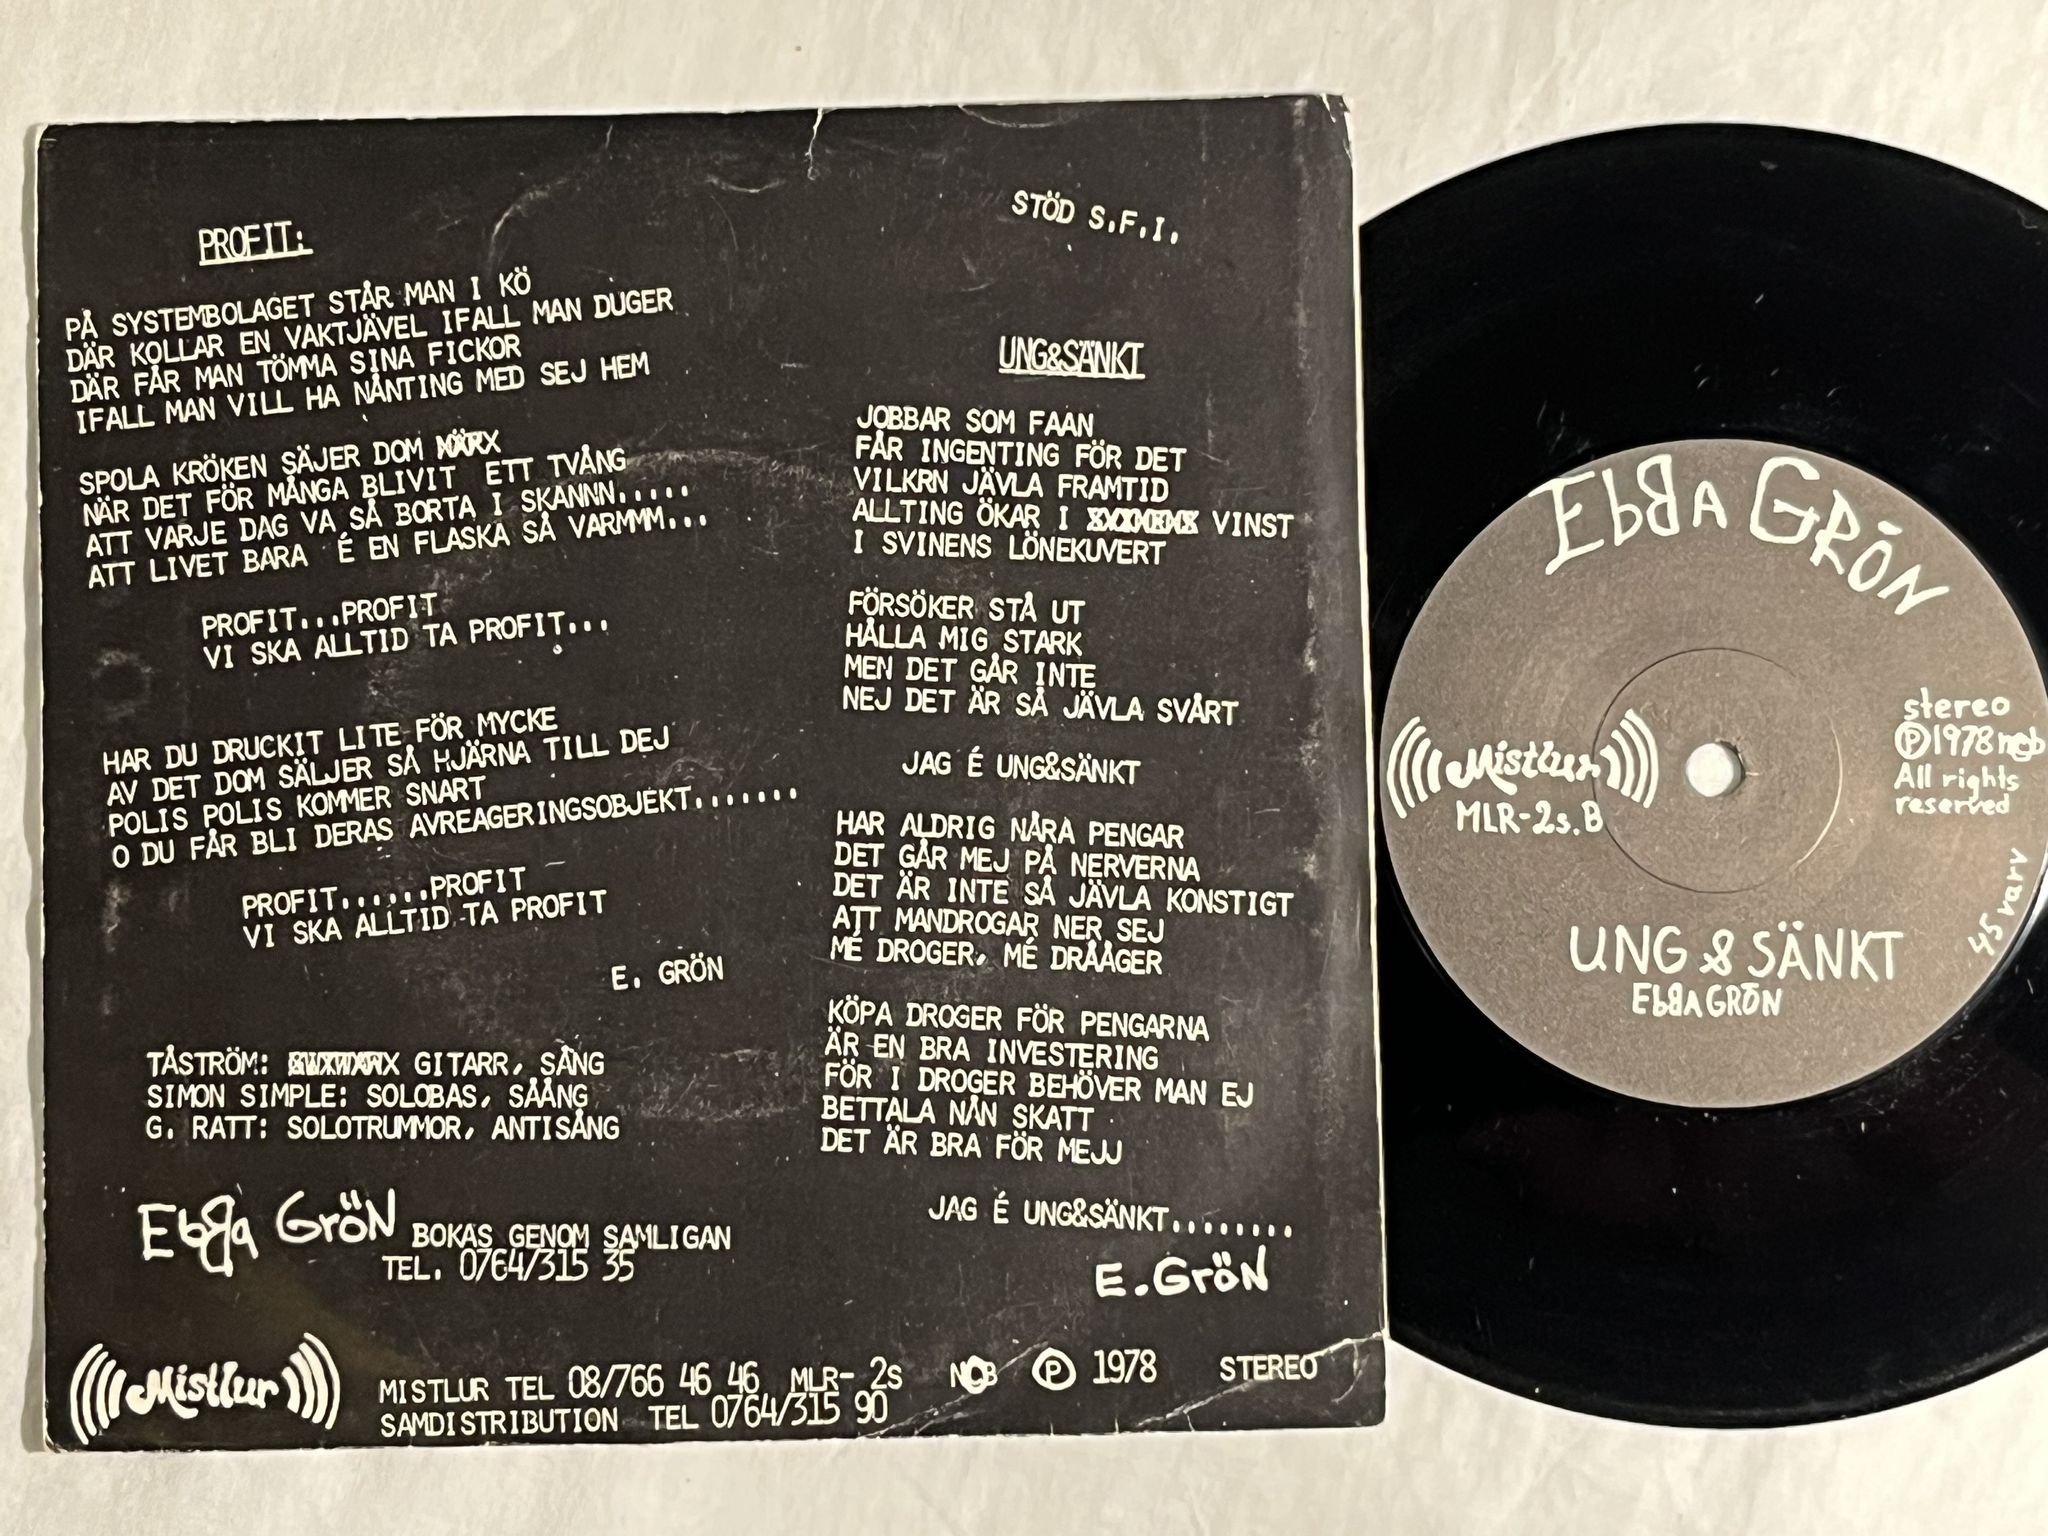 PROFIT:
PÅ SYSTEMBOLAGET STÅR MAN I KÖ
DÄR KOLLAR EN VAKTJÄVEL IFALL MAN DUGER
DÄR FÅR MAN TÖMMA SINA FICKOR
IFALL MAN VILL HA NÅNTING MED SEJ HEM
SPOLA KRÖKEN SÄJER DOM
NÄR DET FÖR MÅNGA BLIVIT ETT TVÅNG
ATT VARJE DAG VA SÅ BORTA I SKANNN.....
ATT LIVET BARA É EN FLASKA SÅ VARMMM...
PROFIT...PROFIT
VI SKA ALLTID TA PROFIT...
HAR DU DRUCKIT LITE FÖR MYCKE
AV DET DOM SÄLJER SÅ HJÄRNA TILL DEJ
POLIS POLIS KOMMER SNART
O DU FÅR BLI DERAS AVREAGERINGSOBJEKT.......
PROFIT......PROFIT
VI SKA ALLTID TA PROFIT
E. GRÖN
TÅSTRÖM: GITARR, SÅNG
SIMON SIMPLE: SOLOBAS, SÅÅNG
G. RATT: SOLOTRUMMOR, ANTISÅNG
EbBa GröN BOKAS GENOM SAMLIGAN
TEL. 0764/315 35
Mistlur
MISTLUR TEL 08/766 46 46 MLR- 2s NCB Ⓟ 1978 STEREO
SAMDISTRIBUTION TEL 0764/315 90
STÖD S.F.I.
UNG&SÄNKT
JOBBAR SOM FAAN
FÅR INGENTING FÖR DET
VILKRN JÄVLA FRAMTID
ALLTING ÖKAR I VINST
I SVINENS LÖNEKUVERT
FÖRSÖKER STÅ UT
HÅLLA MIG STARK
MEN DET GÅR INTE
NEJ DET ÄR SÅ JÄVLA SVÅRT
JAG É UNG&SÄNKT
HAR ALDRIG NÅRA PENGAR
DET GÅR MEJ PÅ NERVERNA
DET ÄR INTE SÅ JÄVLA KONSTIGT
ATT MANDROGAR NER SEJ
MÉ DROGER, MÉ DRÅÅGER
KÖPA DROGER FÖR PENGARNA
ÄR EN BRA INVESTERING
FÖR I DROGER BEHÖVER MAN EJ
BETTALA NÅN SKATT
DET ÄR BRA FÖR MEJJ
JAG É UNG&SÄNKT........
E. GröN
EbBA GRÖN
Mistlur
MLR-2s.B
stereo
Ⓟ1978 ncb
All rights
reserved
45 varv
UNG & SÄNKT
EbBA GRÖN